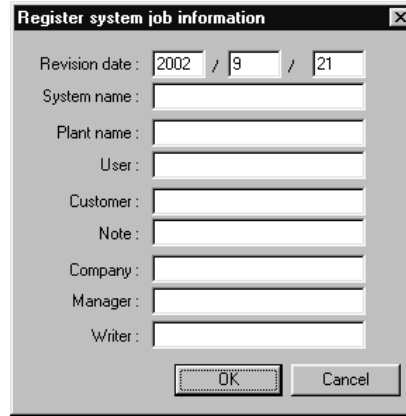 Register system job information
Revision date : 2002 / 9 / 21
System name :
Plant name :
User :
Customer :
Note :
Company :
Manager :
Writer :
OK Cancel